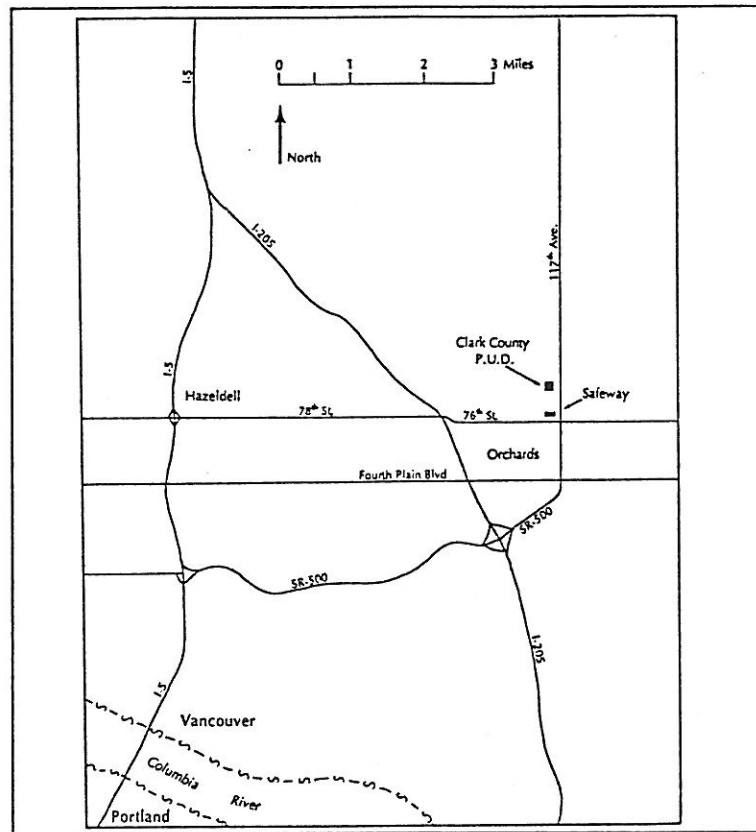 0 1 2 3 Miles
I-5
North
I-205
117th Ave.
Clark County
P.U.D.
Safeway
I-5
Hazeldell
78th St.
76th St.
Orchards
Fourth Plain Blvd
SR-500
SR-500
I-205
I-5
Vancouver
Columbia
River
Portland